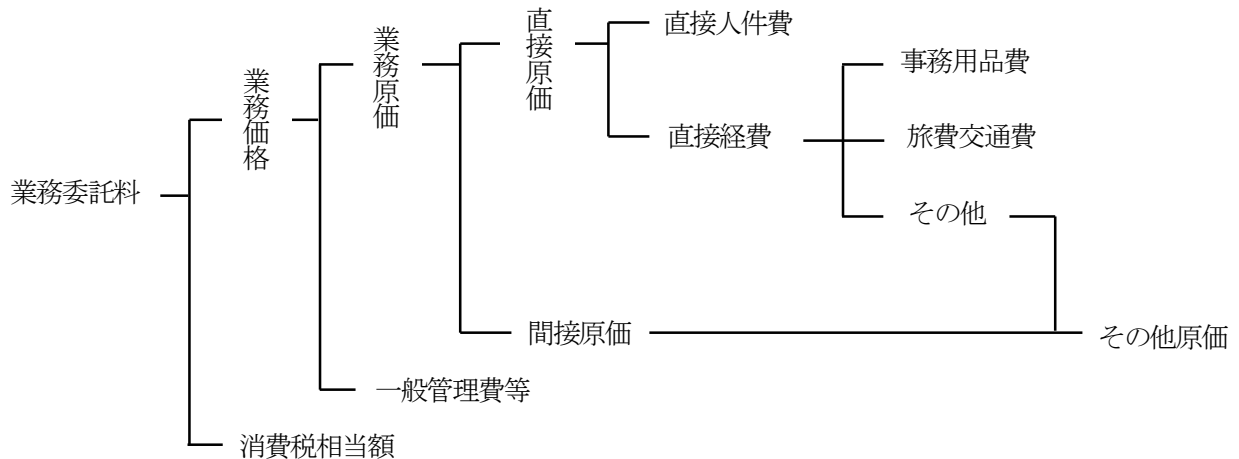 業務委託料
業務価格
消費税相当額
業務原価
一般管理費等
直接原価
間接原価
直接人件費
直接経費
事務用品費
旅費交通費
その他
その他原価